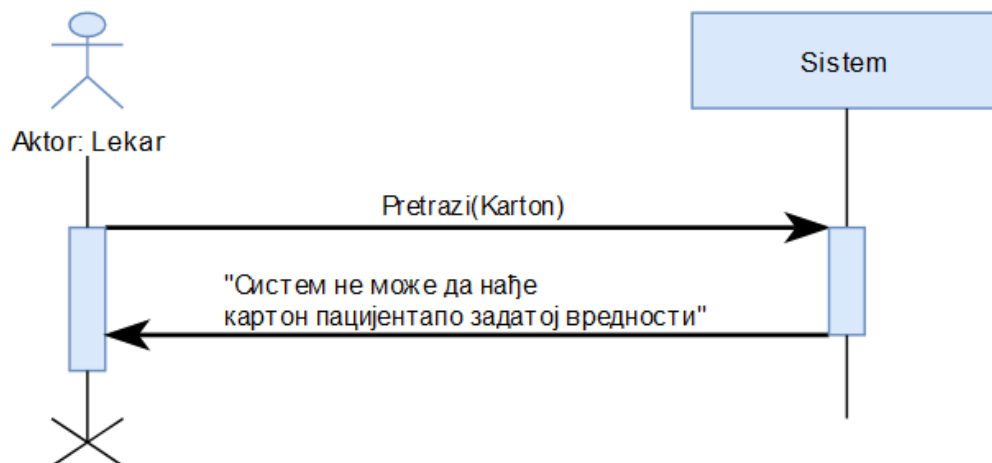 Sistem
Aktor: Lekar
Pretrazi(Karton)
"Систем не може да нађе
картон пацијентапо задатој вредности"